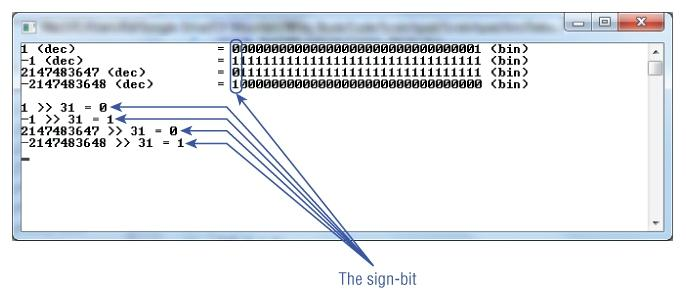 1 (dec) = 00000000000000000000000000000001 (bin)
-1 (dec) = 11111111111111111111111111111111 (bin)
2147483647 (dec) = 01111111111111111111111111111111 (bin)
-2147483648 (dec) = 10000000000000000000000000000000 (bin)
1 >> 31 = 0
-1 >> 31 = 1
2147483647 >> 31 = 0
-2147483648 >> 31 = 1
The sign-bit